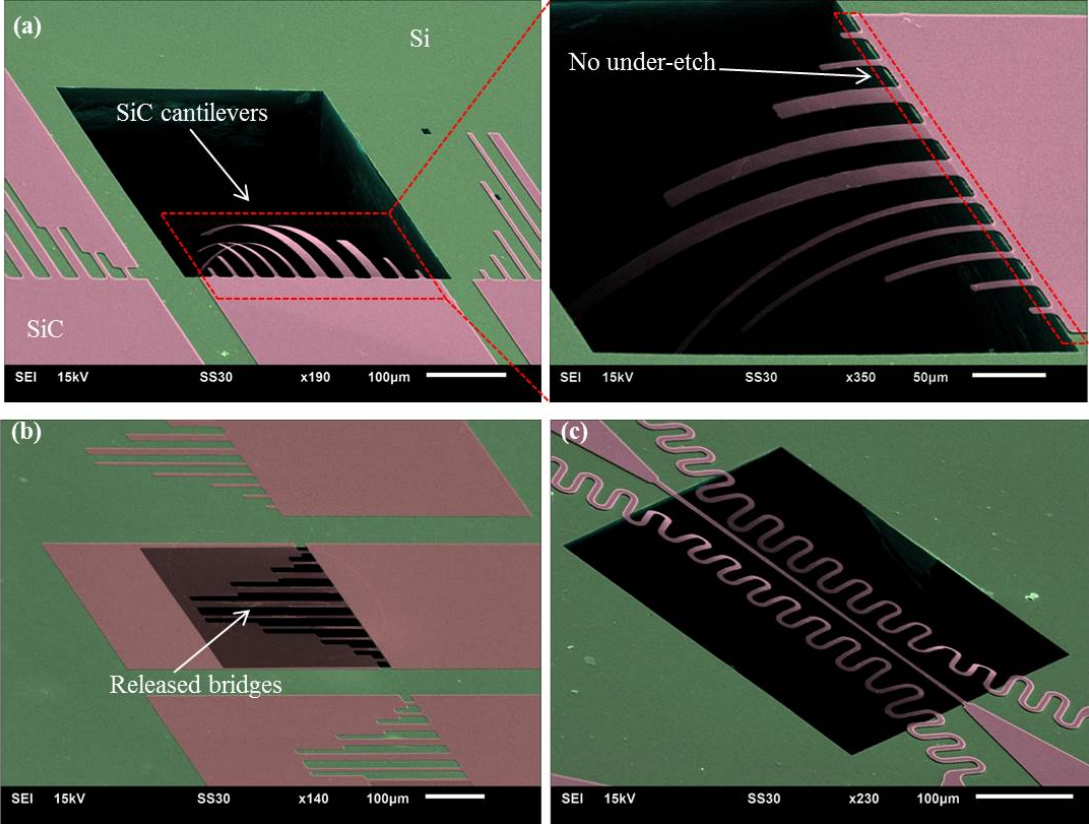 (a)
Si
SiC cantilevers
SiC
SEI 15kV SS30 x190 100μm
No under-etch
SEI 15kV SS30 x350 50μm
(b)
Released bridges
SEI 15kV SS30 x140 100μm
(c)
SEI 15kV SS30 x230 100μm